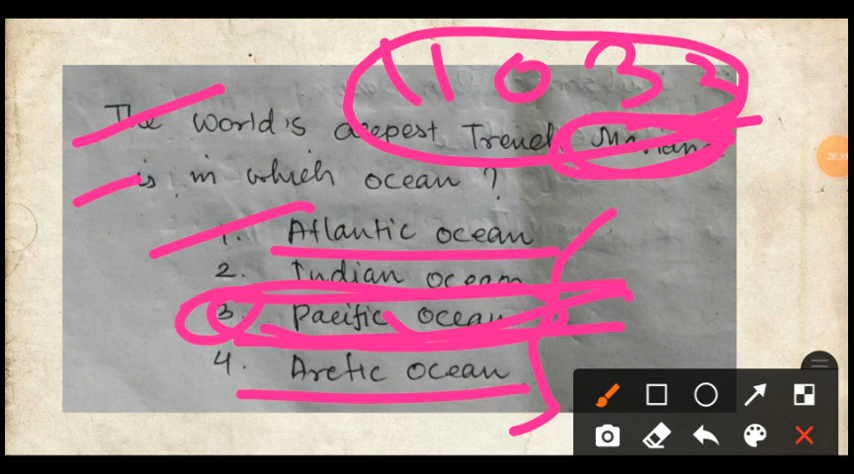 11033
The world's deepest Trench Mariana
is in which ocean ?
1. Atlantic ocean
2. Indian ocean
3. Pacific ocean
4. Arctic ocean